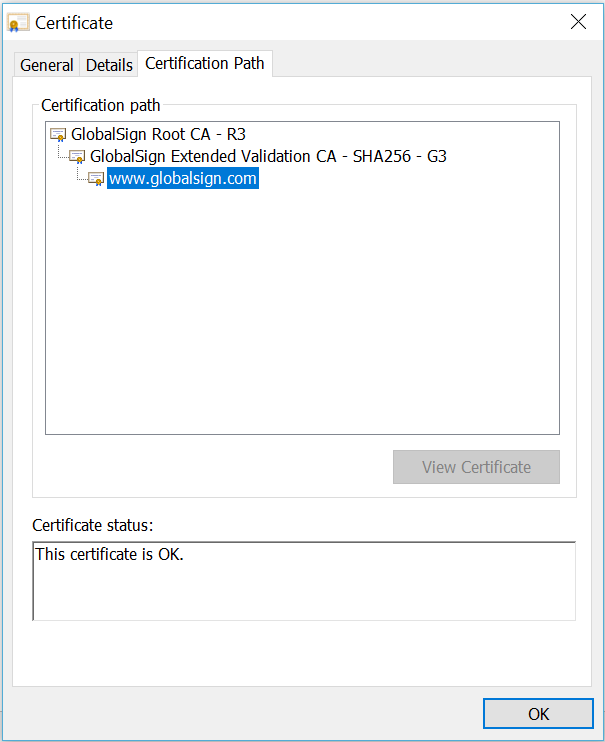 Certificate
General Details Certification Path
Certification path
GlobalSign Root CA - R3
GlobalSign Extended Validation CA - SHA256 - G3
www.globalsign.com
View Certificate
Certificate status:
This certificate is OK.
OK